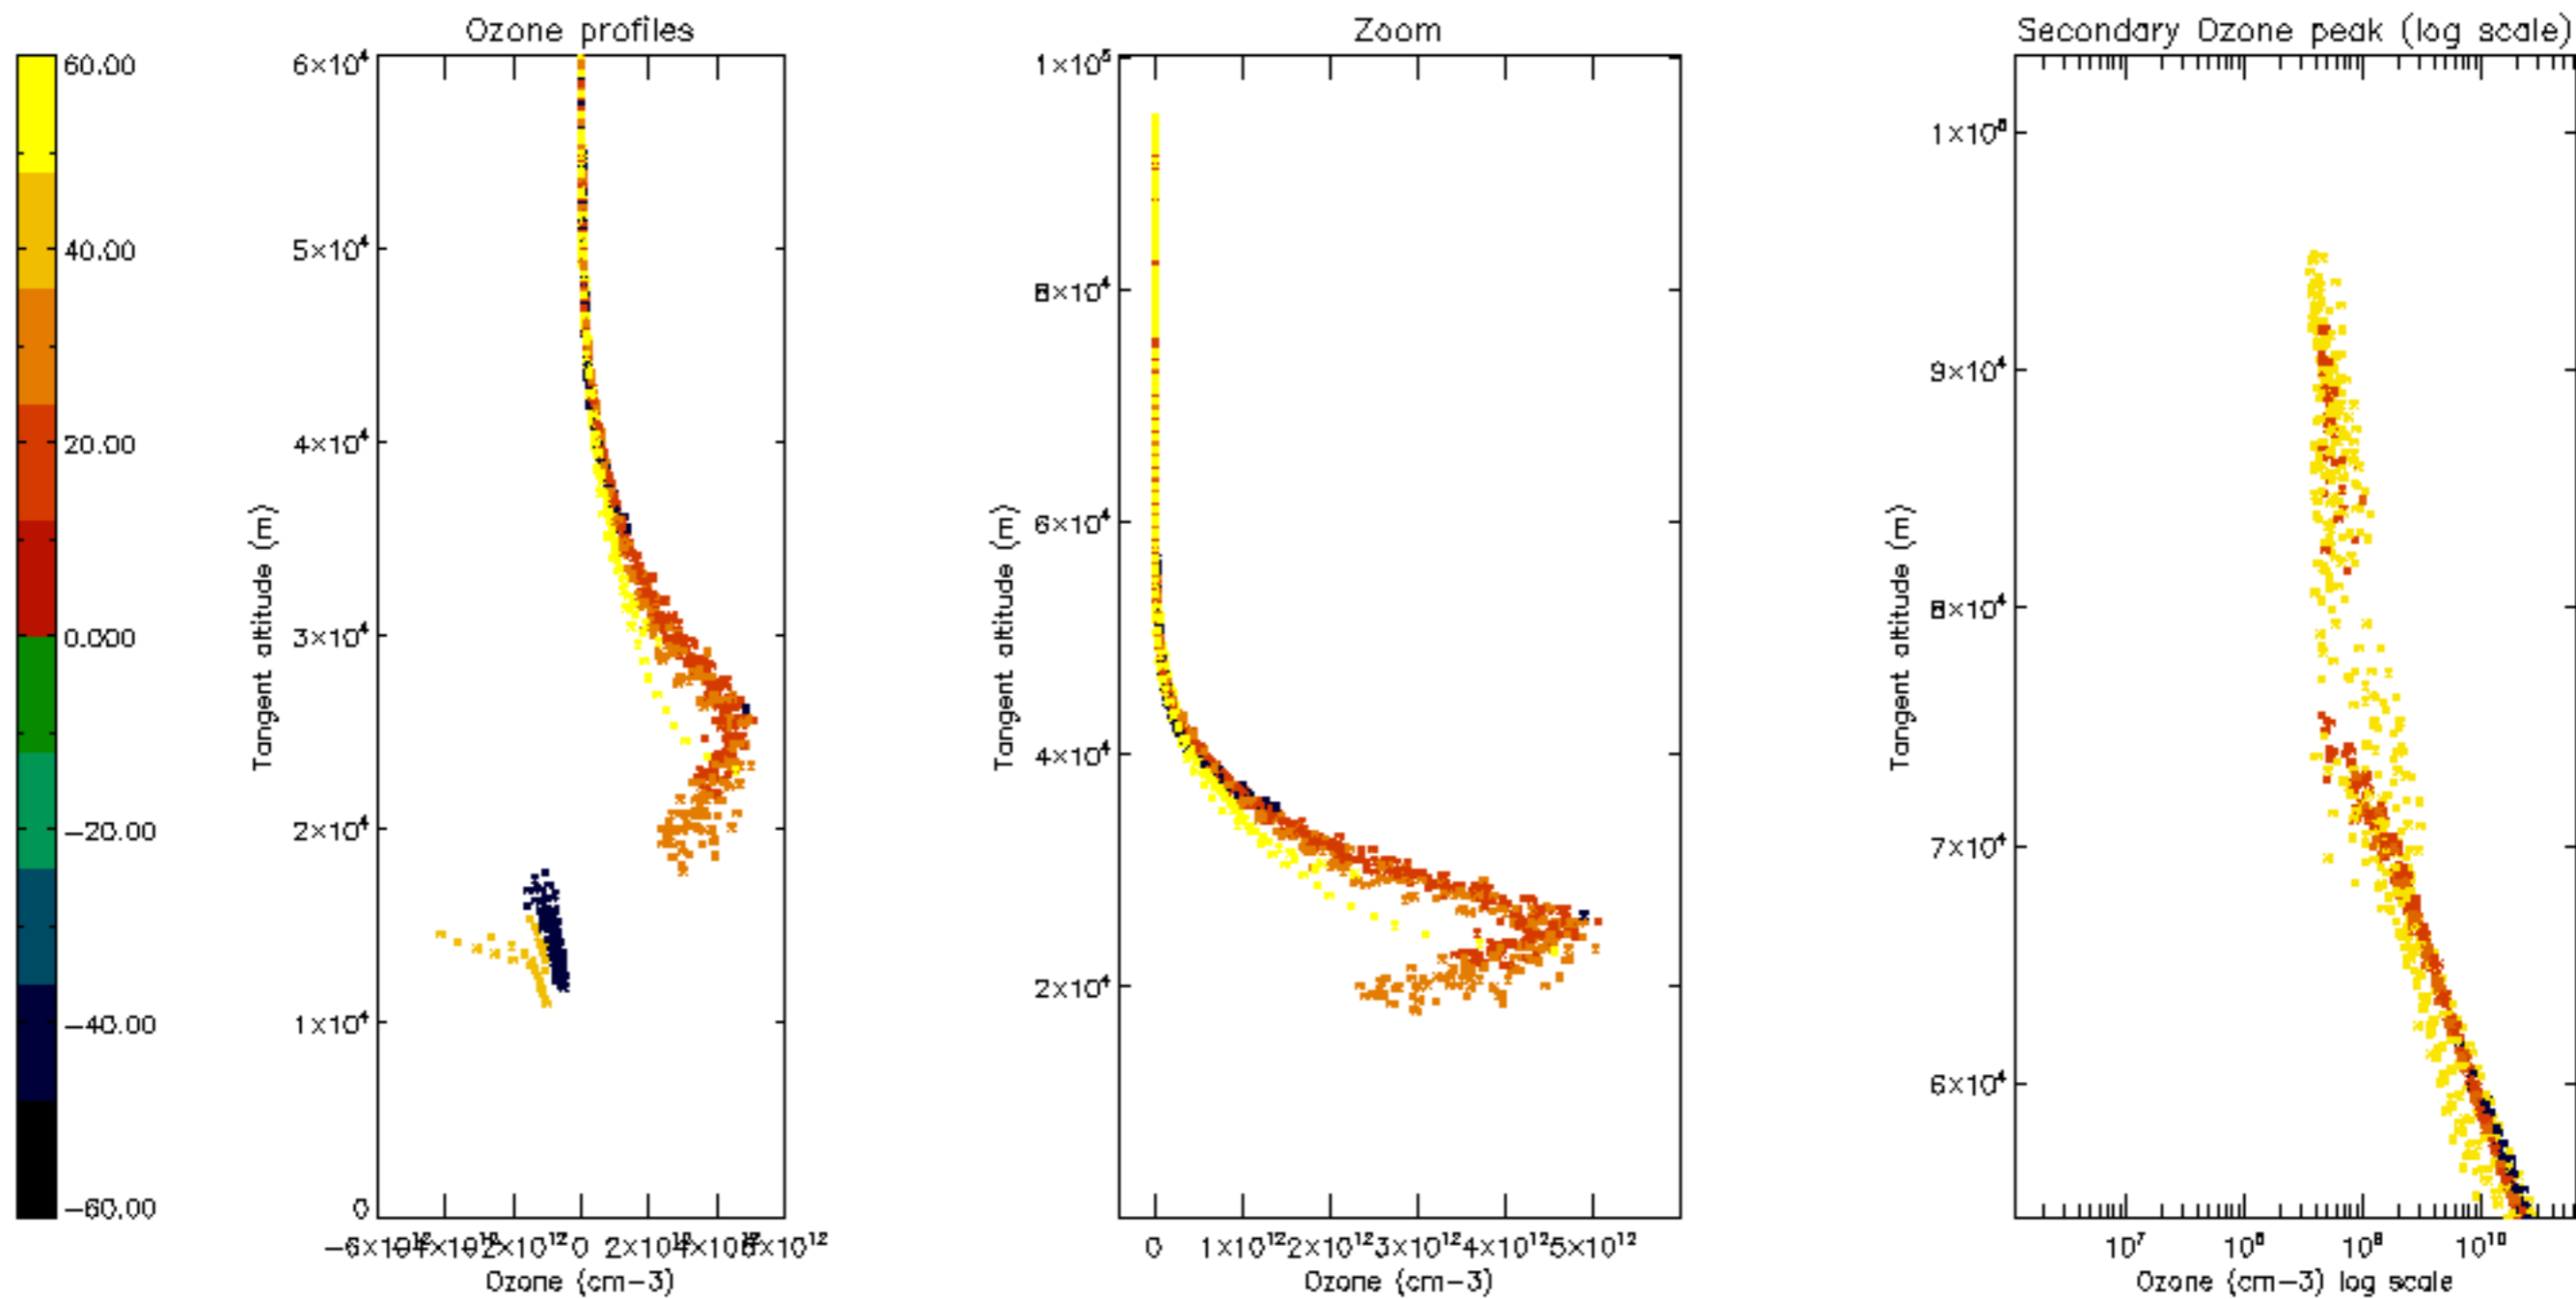 Ozone profiles
Zoom
Secondary Ozone peak (log scale)
60.00
40.00
20.00
0.000
-20.00
-40.00
-60.00
6×10⁴
5×10⁴
4×10⁴
3×10⁴
2×10⁴
1×10⁴
0
Tangent altitude (m)
0
Ozone (cm-3)
1×10⁵
8×10⁴
6×10⁴
4×10⁴
2×10⁴
Tangent altitude (m)
0 1×10¹² 2×10¹² 3×10¹² 4×10¹² 5×10¹²
Ozone (cm-3)
9×10⁴
8×10⁴
7×10⁴
6×10⁴
Tangent altitude (m)
10⁷ 10⁸ 10⁹ 10¹⁰
Ozone (cm-3) log scale